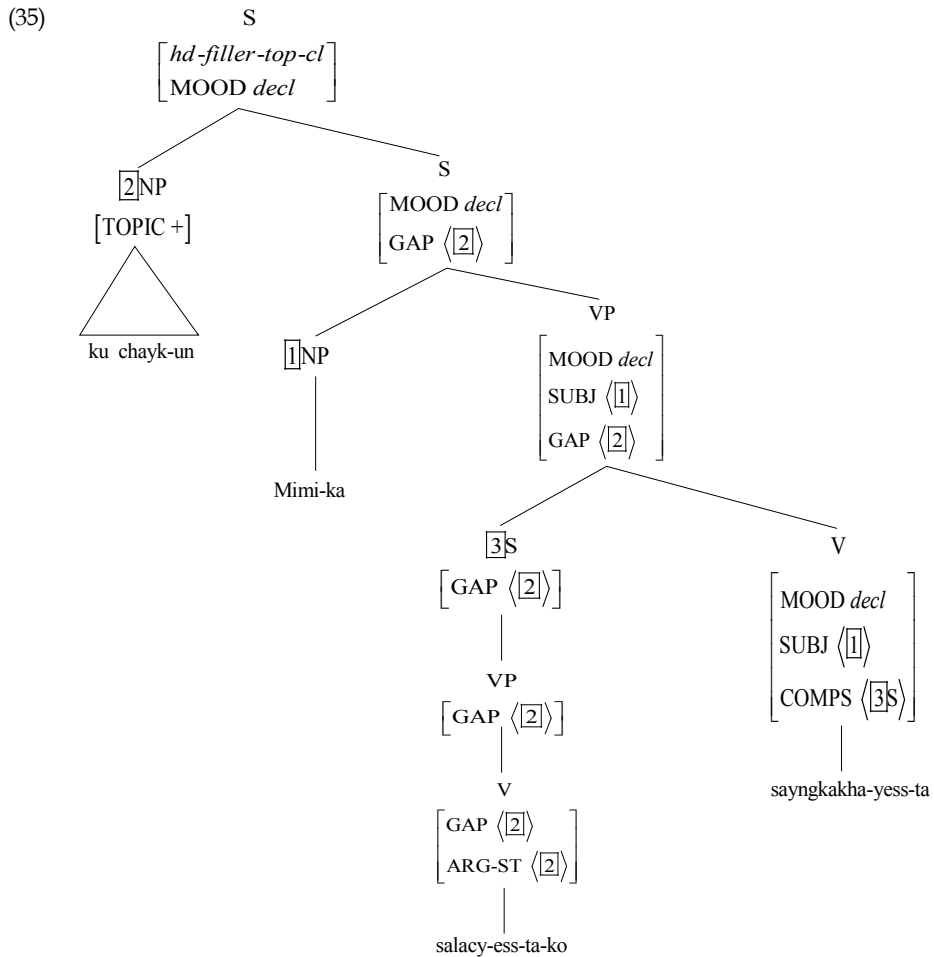 (35)
S
[hd-filler-top-cl
MOOD decl]
2NP
[TOPIC +]
ku chayk-un
S
[MOOD decl
GAP ⟨2⟩]
1NP
Mimi-ka
VP
[MOOD decl
SUBJ ⟨1⟩
GAP ⟨2⟩]
3S
[GAP ⟨2⟩]
VP
[GAP ⟨2⟩]
V
[GAP ⟨2⟩
ARG-ST ⟨2⟩]
salacy-ess-ta-ko
V
[MOOD decl
SUBJ ⟨1⟩
COMPS ⟨3S⟩]
sayngkakha-yess-ta